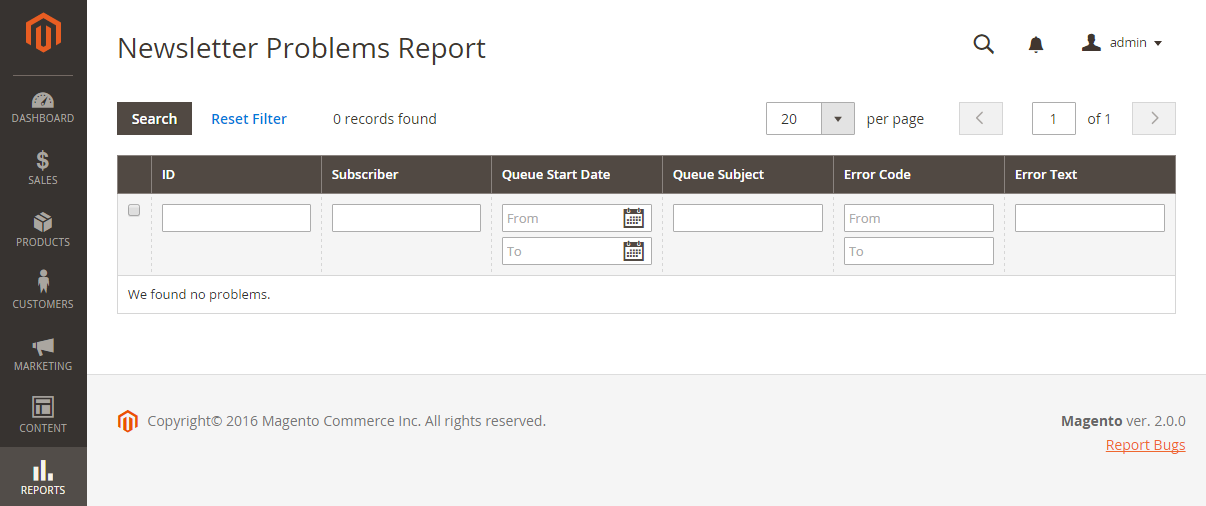 Newsletter Problems Report
admin
DASHBOARD
SALES
PRODUCTS
CUSTOMERS
MARKETING
CONTENT
REPORTS
Search Reset Filter 0 records found 20 per page 1 of 1
ID Subscriber Queue Start Date Queue Subject Error Code Error Text
From From
To To
We found no problems.
Copyright© 2016 Magento Commerce Inc. All rights reserved. Magento ver. 2.0.0
Report Bugs